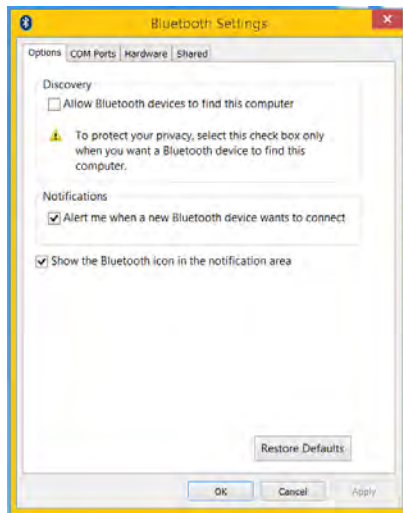 Bluetooth Settings
Options COM Ports Hardware Shared
Discovery
Allow Bluetooth devices to find this computer
To protect your privacy, select this check box only
when you want a Bluetooth device to find this
computer.
Notifications
Alert me when a new Bluetooth device wants to connect
Show the Bluetooth icon in the notification area
Restore Defaults
OK Cancel Apply